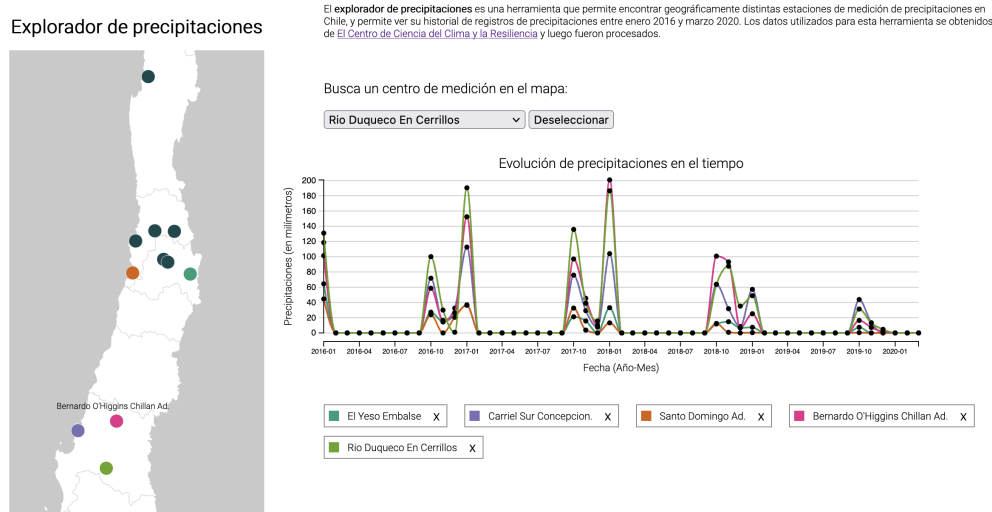 Explorador de precipitaciones
El explorador de precipitaciones es una herramienta que permite encontrar geográficamente distintas estaciones de medición de precipitaciones en
Chile, y permite ver su historial de registros de precipitaciones entre enero 2016 y marzo 2020. Los datos utilizados para esta herramienta se obtenidos
de El Centro de Ciencia del Clima y la Resiliencia y luego fueron procesados.
Busca un centro de medición en el mapa:
Rio Duqueco En Cerrillos
Deseleccionar
Evolución de precipitaciones en el tiempo
Precipitaciones (en milímetros)
200
180
160
140
120
100
80
60
40
20
0
2016-01 2016-04 2016-07 2016-10 2017-01 2017-04 2017-07 2017-10 2018-01 2018-04 2018-07 2018-10 2019-01 2019-04 2019-07 2019-10 2020-01
Fecha (Año-Mes)
Bernardo O'Higgins Chillan Ad.
El Yeso Embalse X
Carriel Sur Concepcion. X
Santo Domingo Ad. X
Bernardo O'Higgins Chillan Ad. X
Rio Duqueco En Cerrillos X